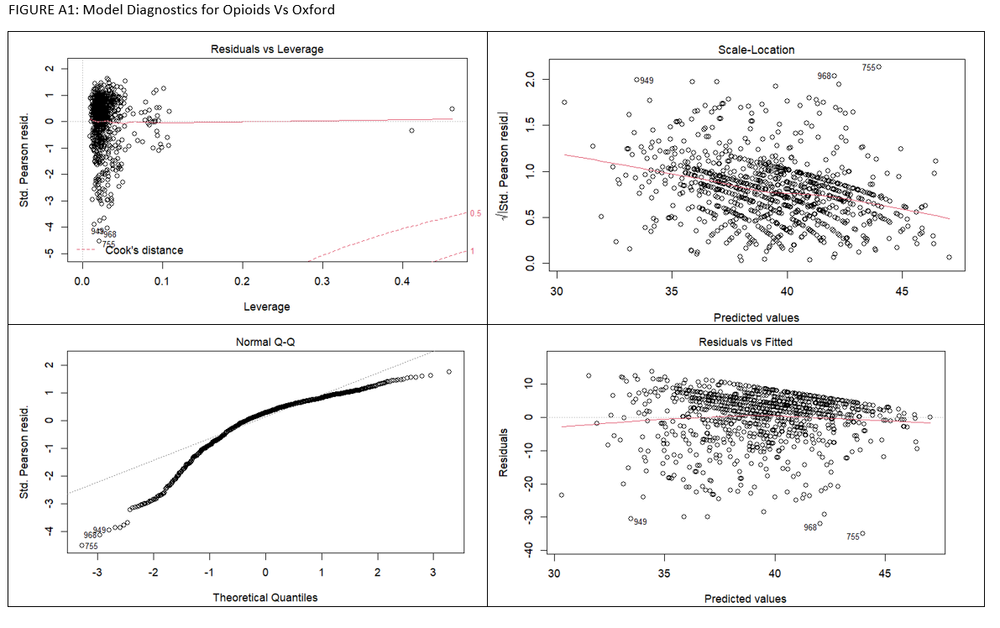 FIGURE A1: Model Diagnostics for Opioids Vs Oxford
Residuals vs Leverage
Std. Pearson resid.
2
1
0
-1
-2
-3
-4
-5
949
968
755
Cook's distance
0.5
1
0.0 0.1 0.2 0.3 0.4
Leverage
Scale-Location
√|Std. Pearson resid.|
2.0
1.5
1.0
0.5
0.0
949
968
755
30 35 40 45
Predicted values
Normal Q-Q
Std. Pearson resid.
2
1
0
-1
-2
-3
-4
949
968
755
-3 -2 -1 0 1 2 3
Theoretical Quantiles
Residuals vs Fitted
Residuals
10
0
-10
-20
-30
-40
949
968
755
30 35 40 45
Predicted values